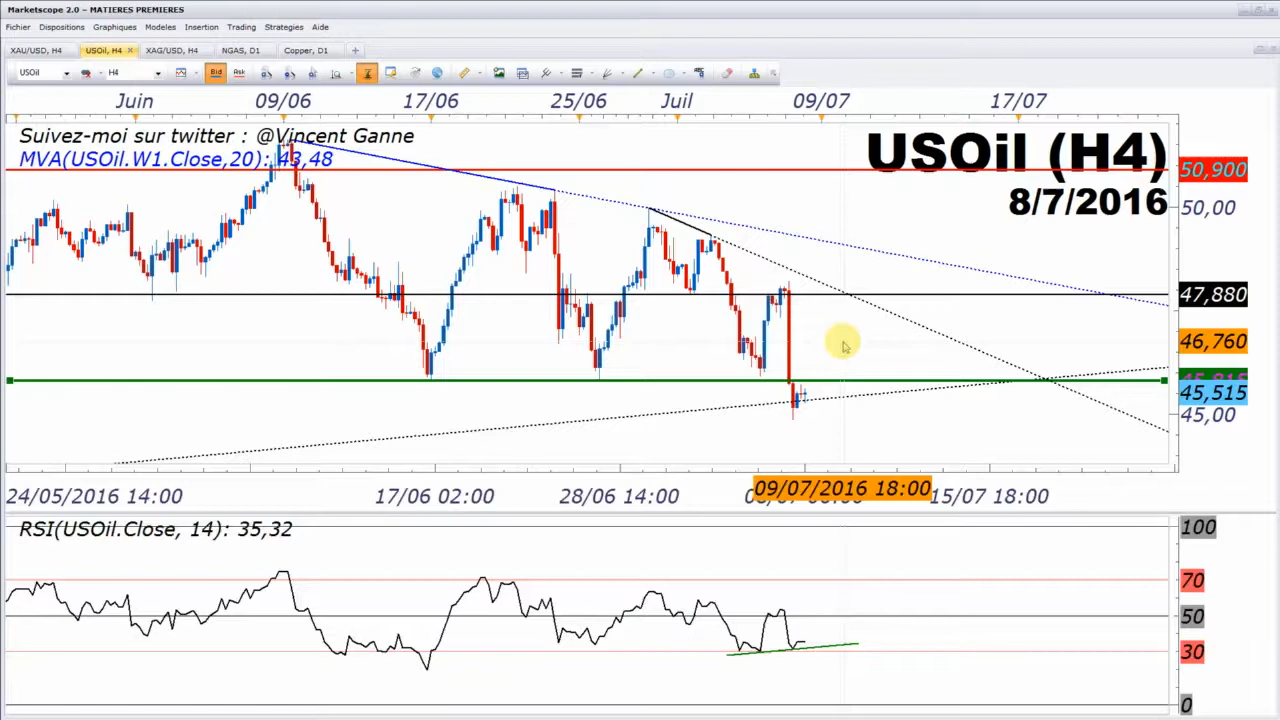 Marketscope 2.0 – MATIERES PREMIERES
Fichier Dispositions Graphiques Modeles Insertion Trading Strategies Aide
XAU/USD, H4 USOil, H4 XAG/USD, H4 NGAS, D1 Copper, D1
USOil H4 Bid Ask
Juin 09/06 17/06 25/06 Juil 09/07 17/07
Suivez-moi sur twitter : @Vincent Ganne
MVA(USOil.W1.Close,20): 43,48
USOil (H4)
8/7/2016
50,900
50,00
47,880
46,760
45,515
45,00
24/05/2016 14:00 17/06 02:00 28/06 14:00 09/07/2016 18:00 15/07 18:00
RSI(USOil.Close, 14): 35,32
100
70
50
30
0